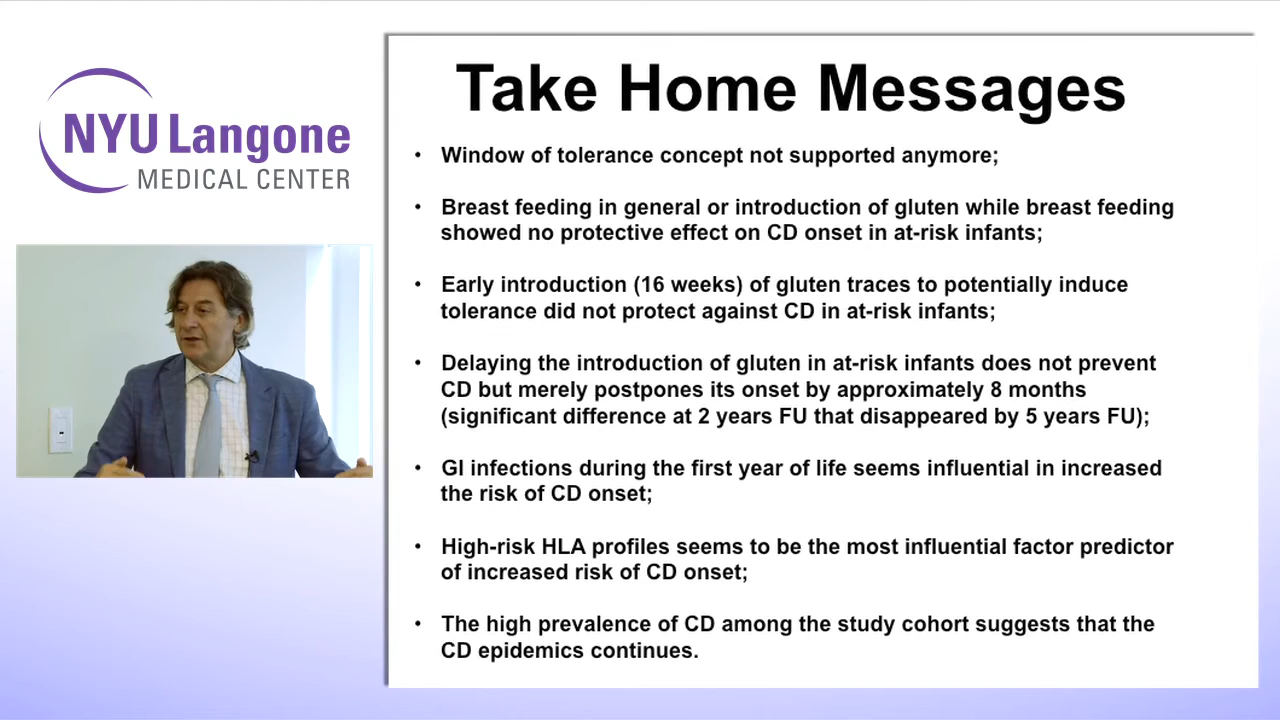 NYU Langone
MEDICAL CENTER
Take Home Messages
• Window of tolerance concept not supported anymore;
• Breast feeding in general or introduction of gluten while breast feeding
showed no protective effect on CD onset in at-risk infants;
• Early introduction (16 weeks) of gluten traces to potentially induce
tolerance did not protect against CD in at-risk infants;
• Delaying the introduction of gluten in at-risk infants does not prevent
CD but merely postpones its onset by approximately 8 months
(significant difference at 2 years FU that disappeared by 5 years FU);
• GI infections during the first year of life seems influential in increased
the risk of CD onset;
• High-risk HLA profiles seems to be the most influential factor predictor
of increased risk of CD onset;
• The high prevalence of CD among the study cohort suggests that the
CD epidemics continues.